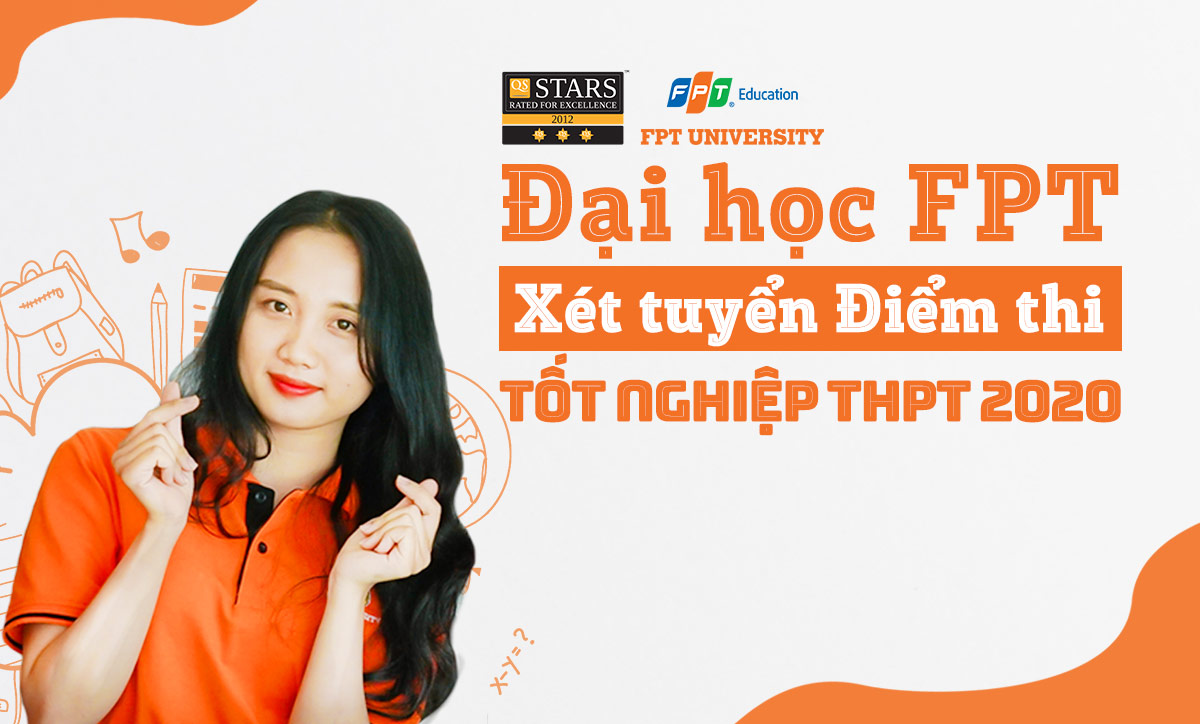 QS STARS™
RATED FOR EXCELLENCE
2012
FPT® Education
FPT UNIVERSITY
Đại học FPT
Xét tuyển Điểm thi
TỐT NGHIỆP THPT 2020
x-y=?